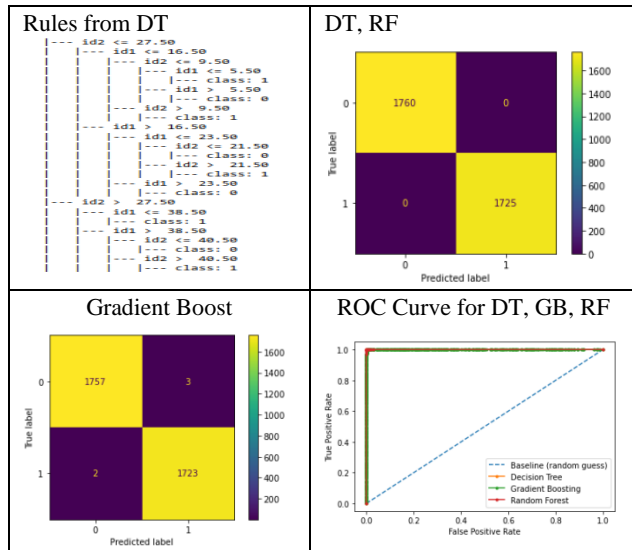 Rules from DT
|--- id2 <= 27.50
|   |--- id1 <= 16.50
|   |   |--- id2 <= 9.50
|   |   |   |--- id1 <= 5.50
|   |   |   |   |--- class: 1
|   |   |   |--- id1 >  5.50
|   |   |   |   |--- class: 0
|   |   |--- id2 >  9.50
|   |   |   |--- class: 1
|   |--- id1 >  16.50
|   |   |--- id1 <= 23.50
|   |   |   |--- id2 <= 21.50
|   |   |   |   |--- class: 0
|   |   |   |--- id2 >  21.50
|   |   |   |   |--- class: 1
|   |   |--- id1 >  23.50
|   |   |   |--- class: 0
|--- id2 >  27.50
|   |--- id1 <= 38.50
|   |   |--- class: 1
|   |--- id1 >  38.50
|   |   |--- id2 <= 40.50
|   |   |   |--- class: 0
|   |   |--- id2 >  40.50
|   |   |   |--- class: 1
DT, RF
True label
0
1
1760
0
0
1725
0
1
Predicted label
1600
1400
1200
1000
800
600
400
200
0
Gradient Boost
True label
0
1
1757
3
2
1723
0
1
Predicted label
1600
1400
1200
1000
800
600
400
200
ROC Curve for DT, GB, RF
True Positive Rate
1.0
0.8
0.6
0.4
0.2
0.0
Baseline (random guess)
Decision Tree
Gradient Boosting
Random Forest
0.0
0.2
0.4
0.6
0.8
1.0
False Positive Rate